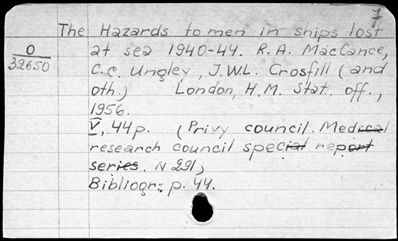 7
The Hazards to men in ships lost
O
32650
at sea 1940-44. R.A. MacCance,
C.C. Ungley, J.W.L. Crosfill (and
oth.) London, H.M. Stat. off.,
1956.
V, 44p. (Privy council. Medical
research council special report
series. N 291)
Bibliogr: p. 44.